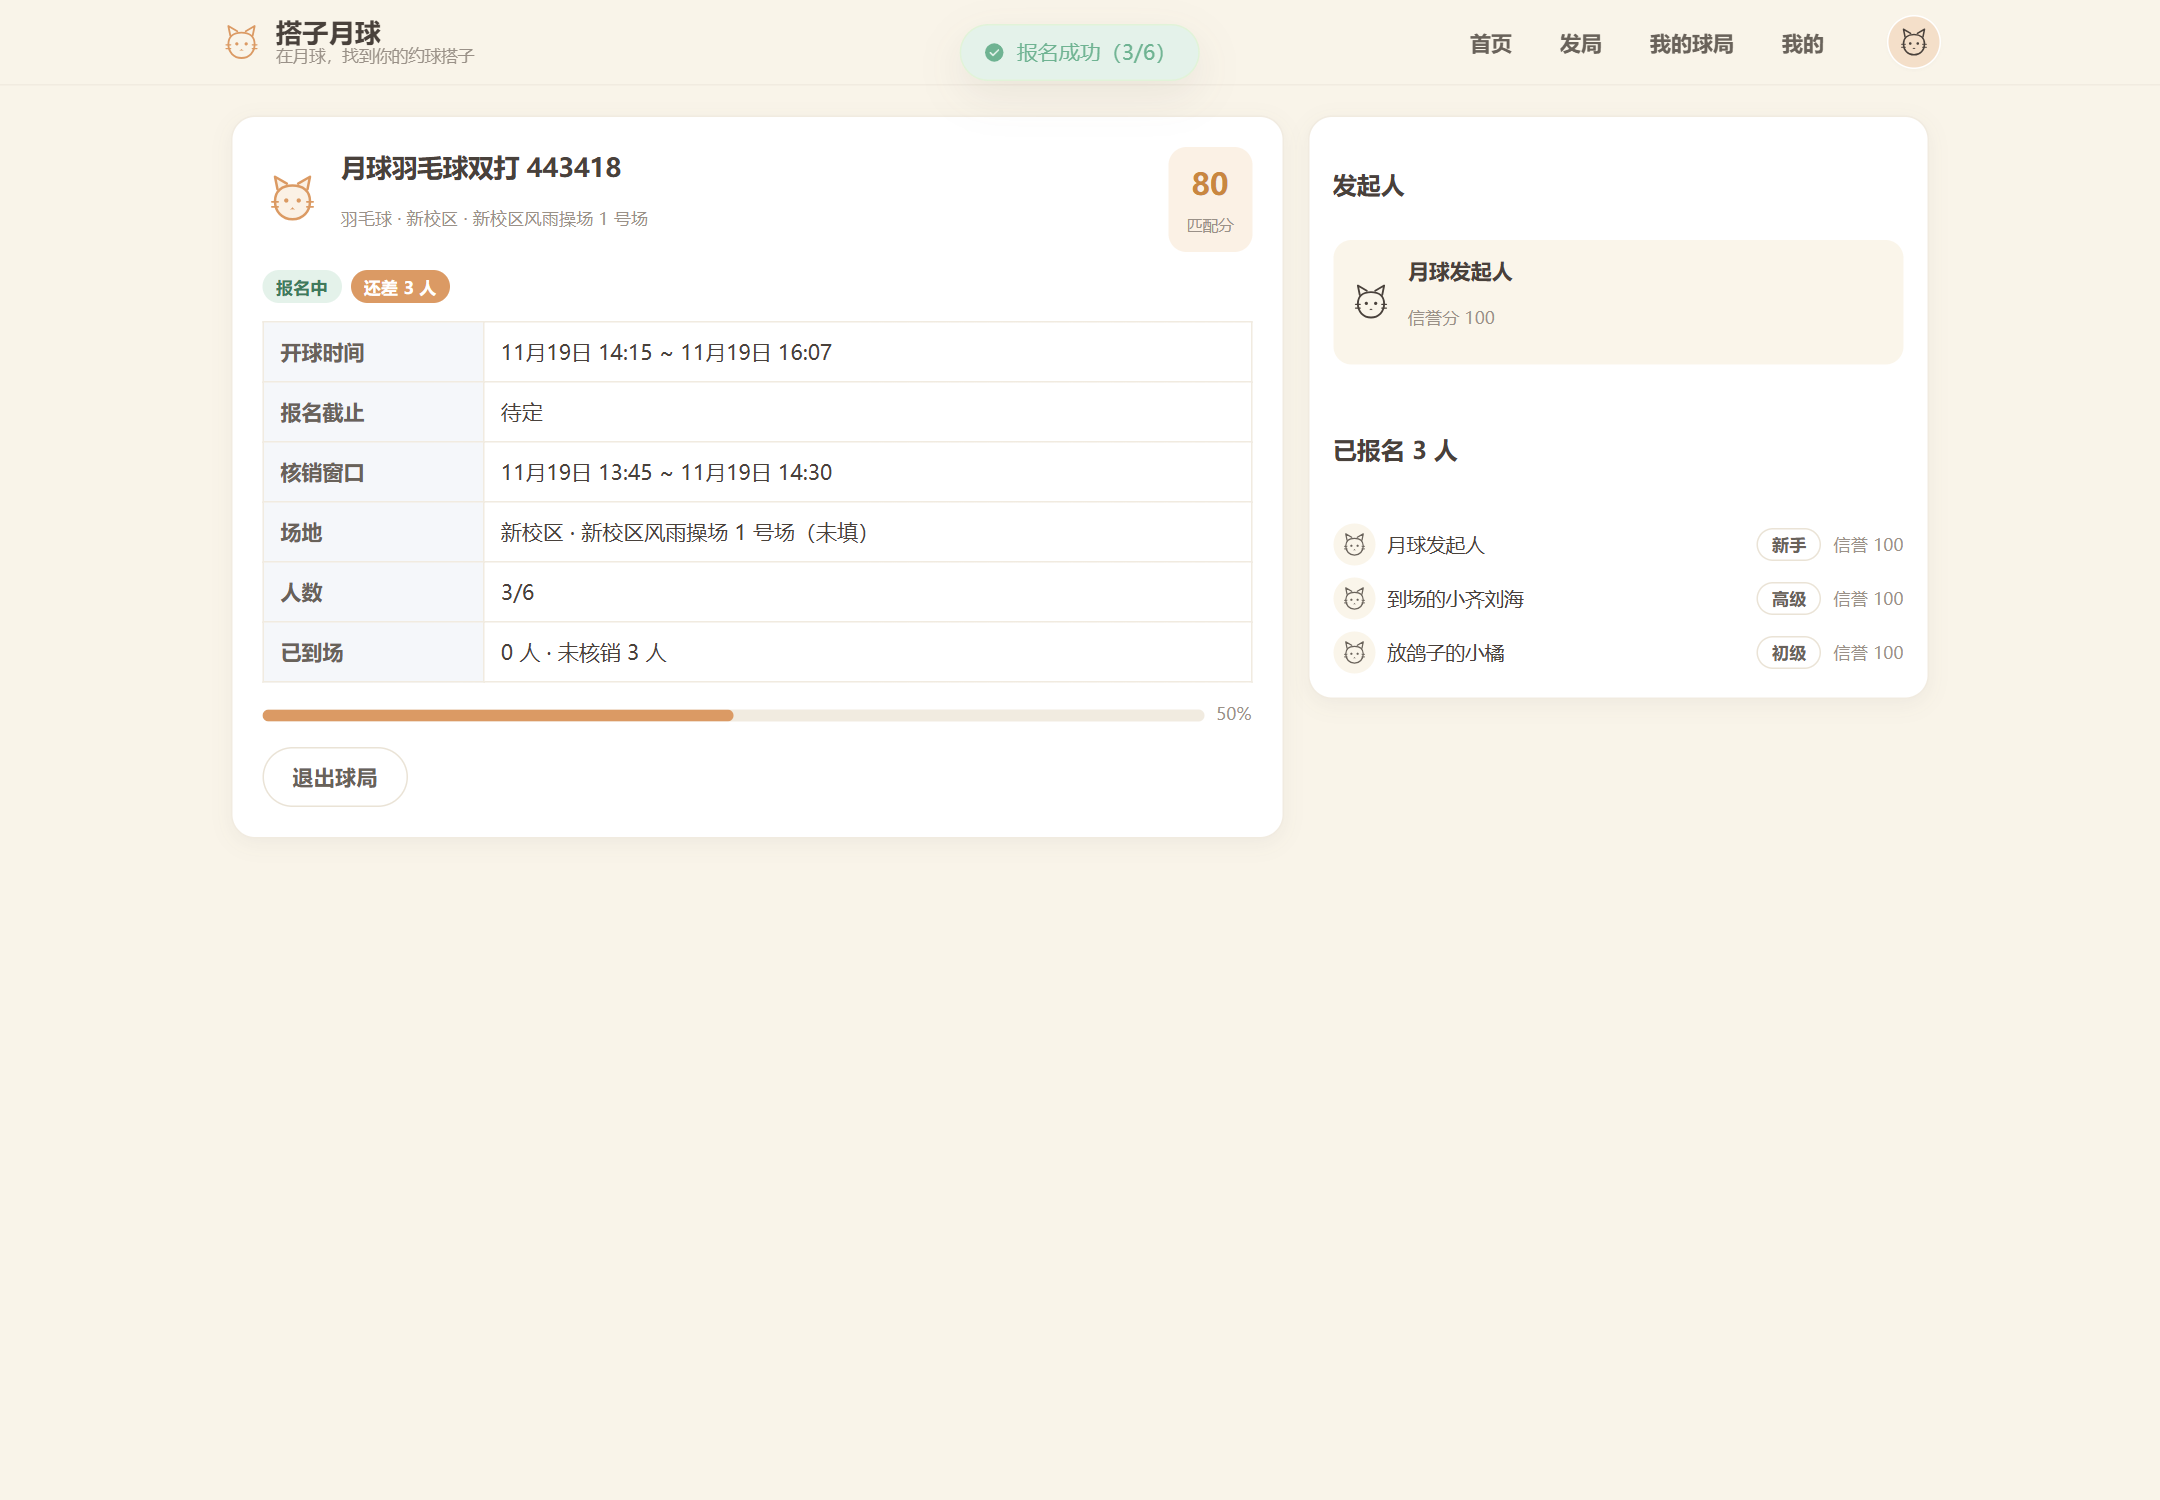 搭子月球
在月球，找到你的约球搭子
报名成功（3/6）
首页 发局 我的球局 我的
月球羽毛球双打 443418
羽毛球 · 新校区 · 新校区风雨操场 1 号场
80
匹配分
报名中 还差 3 人
开球时间 11月19日 14:15 ~ 11月19日 16:07
报名截止 待定
核销窗口 11月19日 13:45 ~ 11月19日 14:30
场地 新校区 · 新校区风雨操场 1 号场（未填）
人数 3/6
已到场 0 人 · 未核销 3 人
50%
退出球局
发起人
月球发起人
信誉分 100
已报名 3 人
月球发起人 新手 信誉 100
到场的小齐刘海 高级 信誉 100
放鸽子的小橘 初级 信誉 100